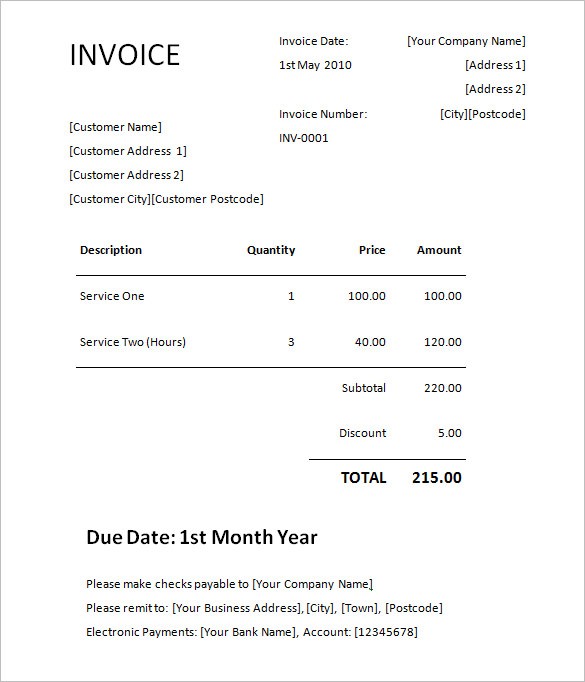 INVOICE
Invoice Date:
1st May 2010
Invoice Number:
INV-0001
[Your Company Name]
[Address 1]
[Address 2]
[City][Postcode]
[Customer Name]
[Customer Address 1]
[Customer Address 2]
[Customer City][Customer Postcode]
Description Quantity Price Amount
Service One 1 100.00 100.00
Service Two (Hours) 3 40.00 120.00
Subtotal 220.00
Discount 5.00
TOTAL 215.00
Due Date: 1st Month Year
Please make checks payable to [Your Company Name]
Please remit to: [Your Business Address], [City], [Town], [Postcode]
Electronic Payments: [Your Bank Name], Account: [12345678]